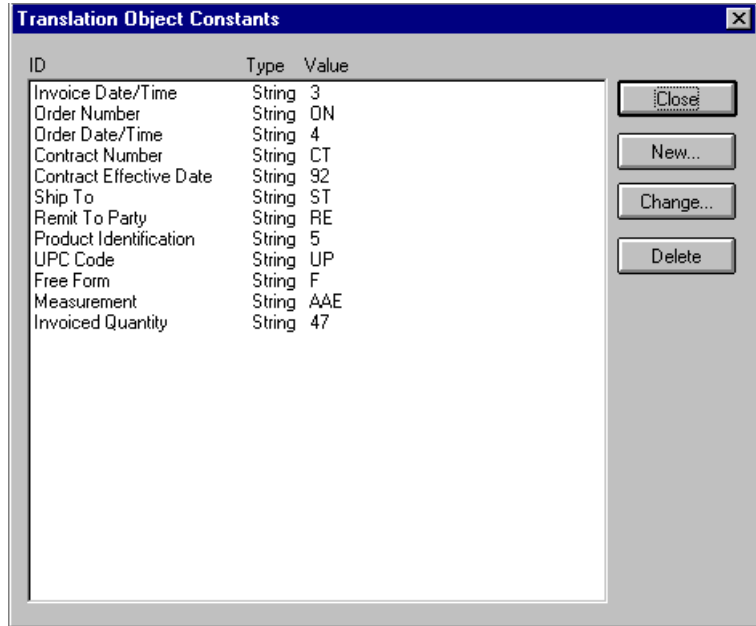 Translation Object Constants
ID Type Value
Invoice Date/Time String 3
Order Number String ON
Order Date/Time String 4
Contract Number String CT
Contract Effective Date String 92
Ship To String ST
Remit To Party String RE
Product Identification String 5
UPC Code String UP
Free Form String F
Measurement String AAE
Invoiced Quantity String 47
Close
New...
Change...
Delete